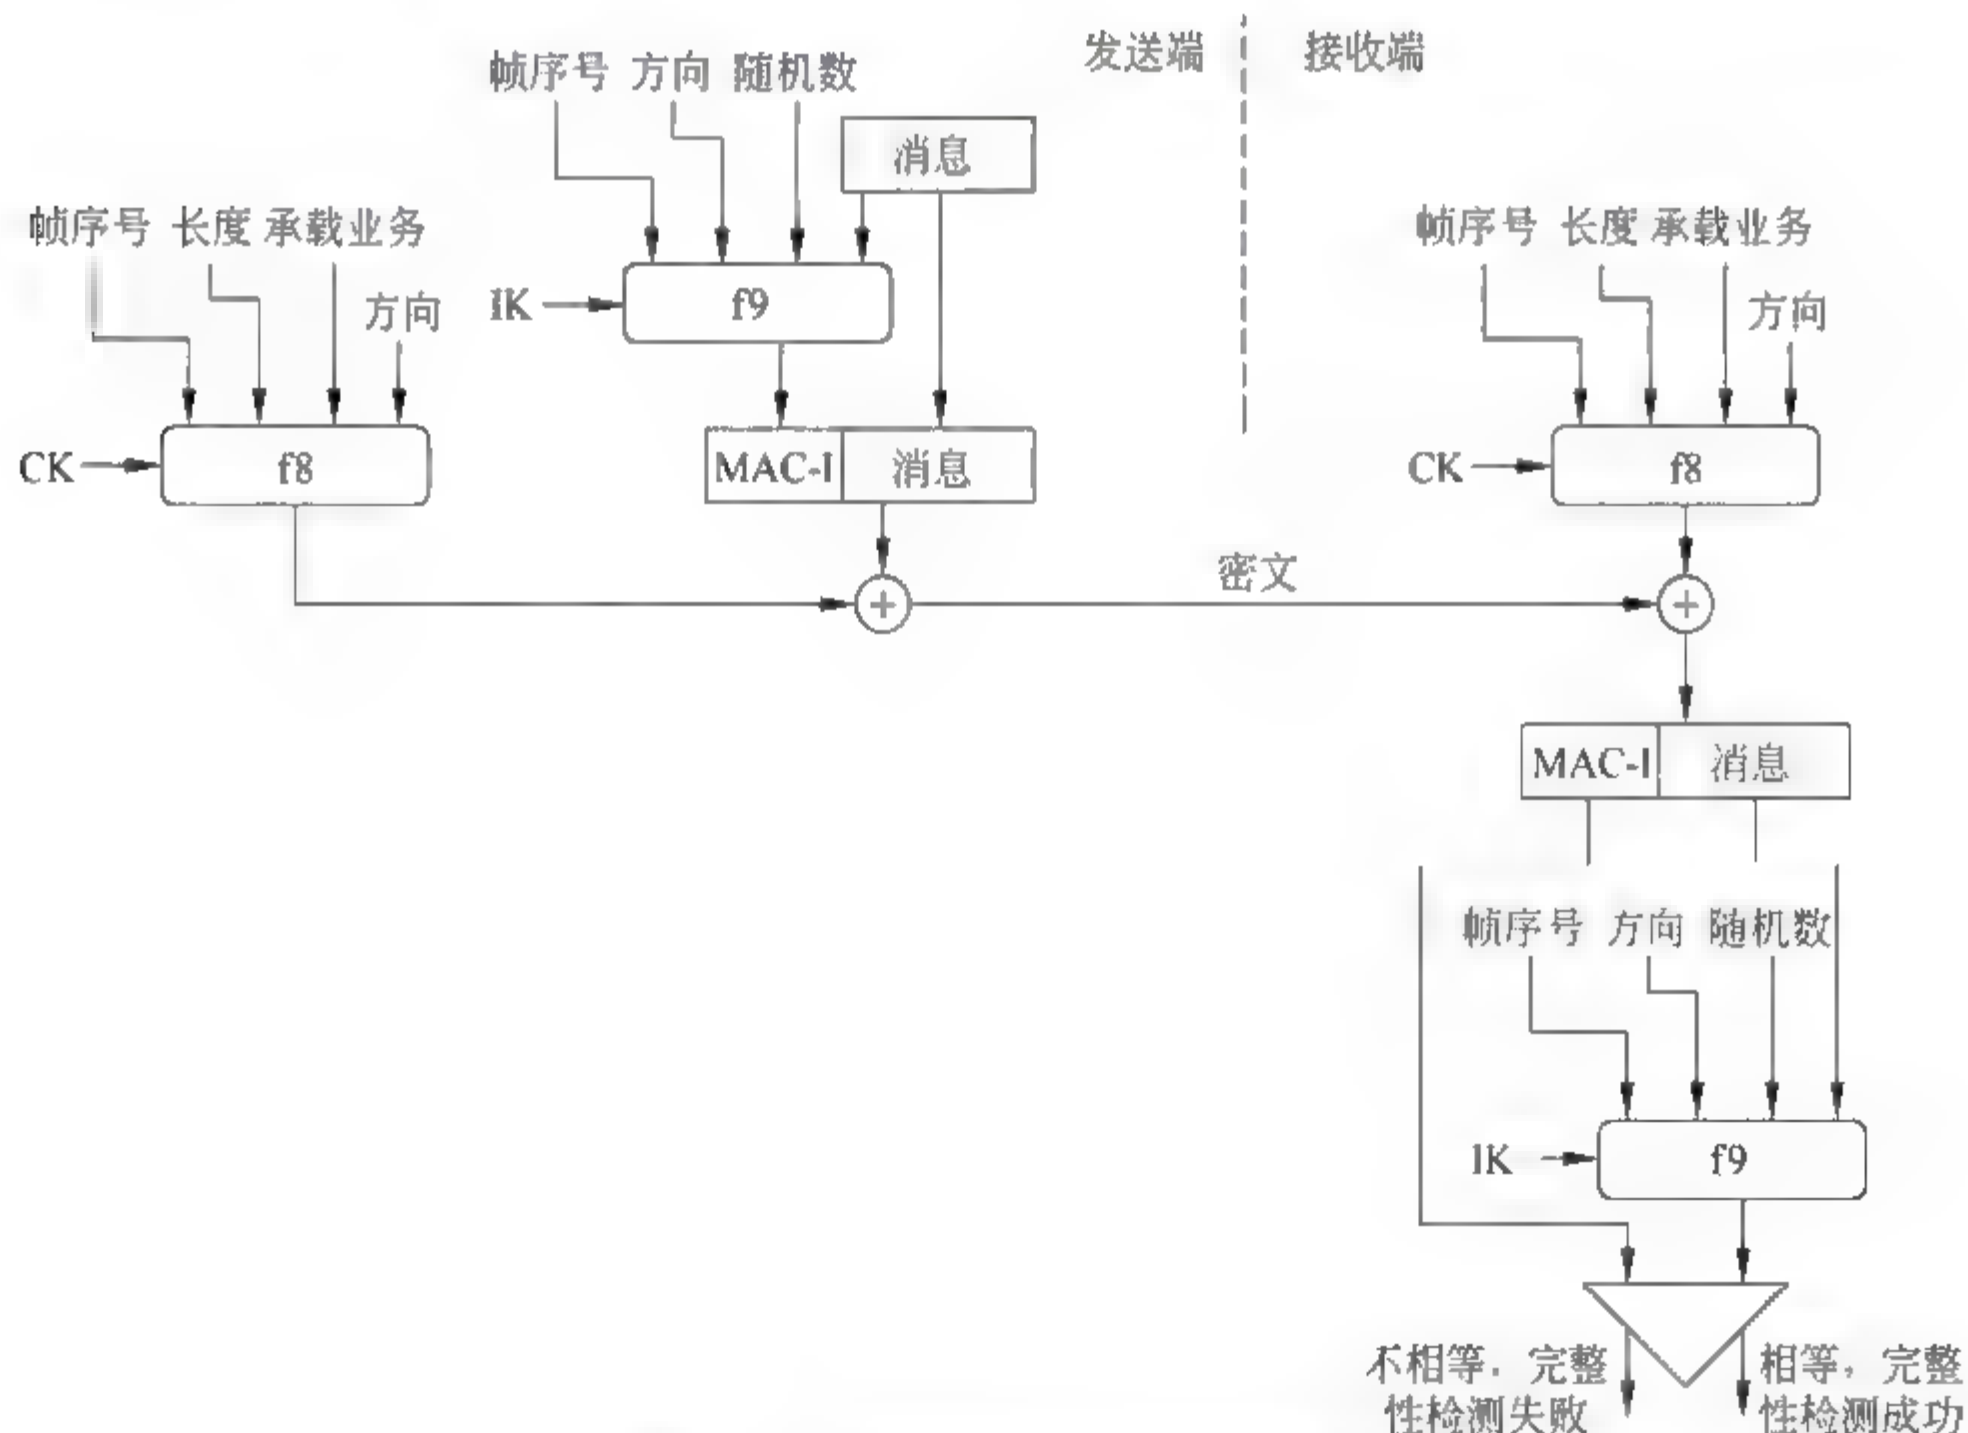 发送端 接收端
帧序号 方向 随机数
消息
帧序号 长度 承载业务
方向
IK
f9
CK
f8
MAC-I 消息
帧序号 长度 承载业务
方向
CK
f8
密文
MAC-I 消息
帧序号 方向 随机数
IK
f9
不相等，完整
性检测失败
相等，完整
性检测成功